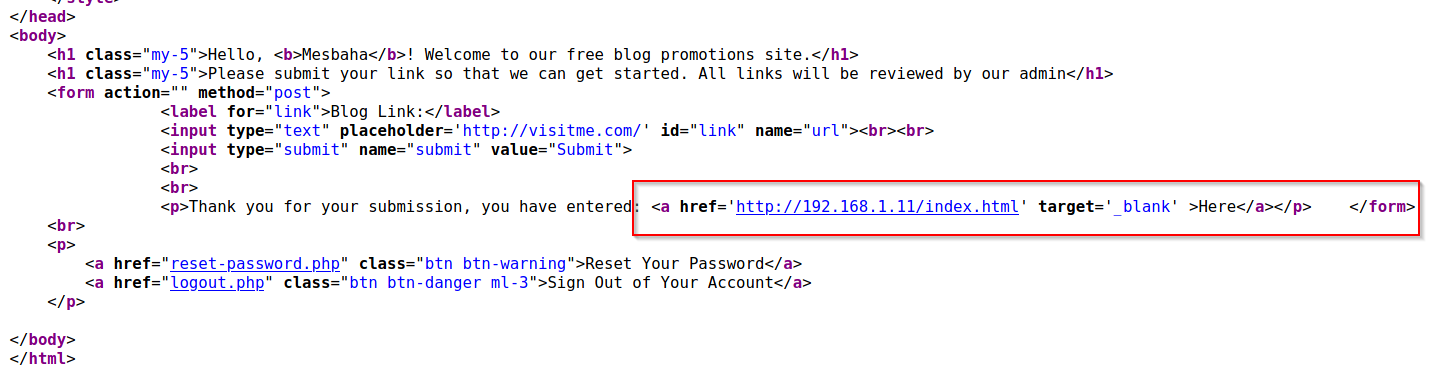 </style>
</head>
<body>
<h1 class="my-5">Hello, <b>Mesbaha</b>! Welcome to our free blog promotions site.</h1>
<h1 class="my-5">Please submit your link so that we can get started. All links will be reviewed by our admin</h1>
<form action="" method="post">
<label for="link">Blog Link:</label>
<input type="text" placeholder='http://visitme.com/' id="link" name="url"><br><br>
<input type="submit" name="submit" value="Submit">
<br>
<br>
<p>Thank you for your submission, you have entered: <a href='http://192.168.1.11/index.html' target='_blank' >Here</a></p>    </form>
<br>
<p>
<a href="reset-password.php" class="btn btn-warning">Reset Your Password</a>
<a href="logout.php" class="btn btn-danger ml-3">Sign Out of Your Account</a>
</p>
</body>
</html>